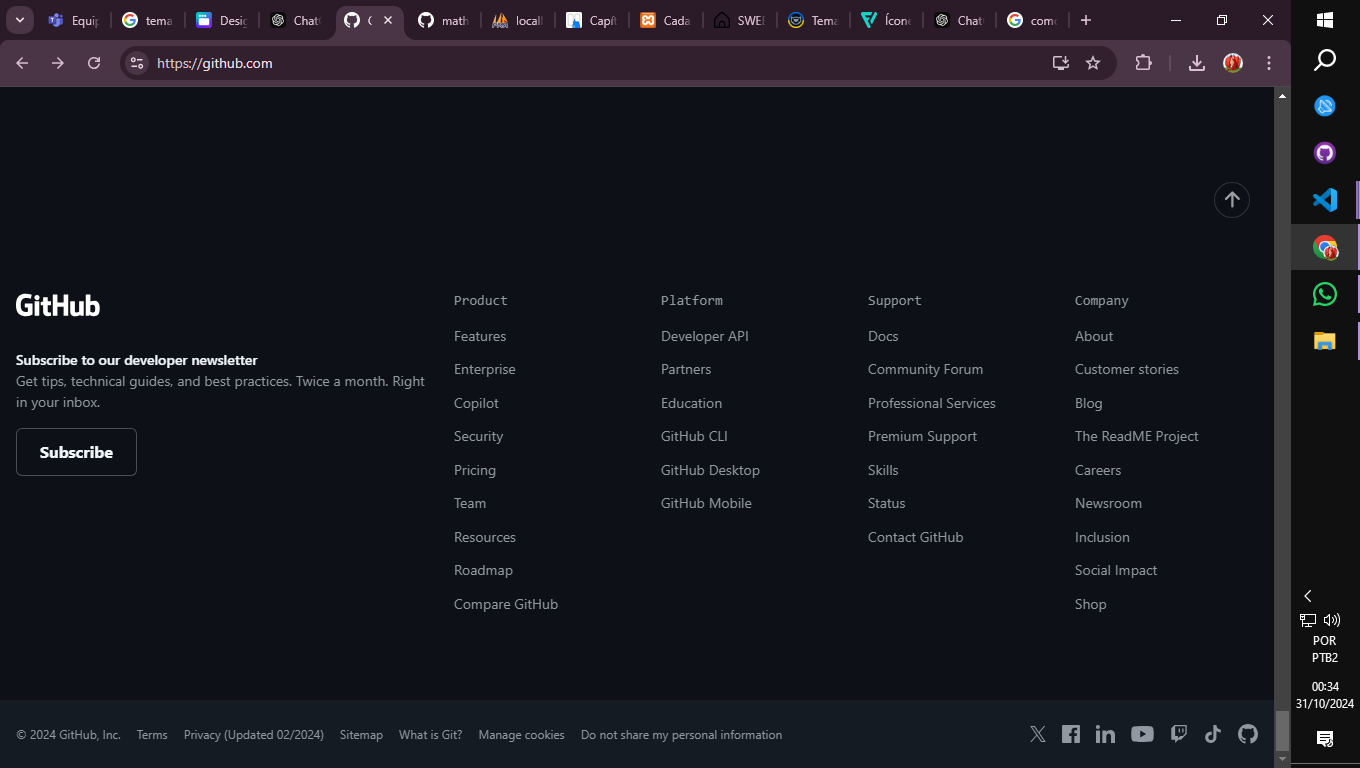 Equip
tema
Desig
Chat
math
locall
Capít
Cada
SWEB
Tema
Ícone
Chat
como
https://github.com
GitHub
Subscribe to our developer newsletter
Get tips, technical guides, and best practices. Twice a month. Right
in your inbox.
Subscribe
Product
Features
Enterprise
Copilot
Security
Pricing
Team
Resources
Roadmap
Compare GitHub
Platform
Developer API
Partners
Education
GitHub CLI
GitHub Desktop
GitHub Mobile
Support
Docs
Community Forum
Professional Services
Premium Support
Skills
Status
Contact GitHub
Company
About
Customer stories
Blog
The ReadME Project
Careers
Newsroom
Inclusion
Social Impact
Shop
© 2024 GitHub, Inc. Terms Privacy (Updated 02/2024) Sitemap What is Git? Manage cookies Do not share my personal information
POR
PTB2
00:34
31/10/2024